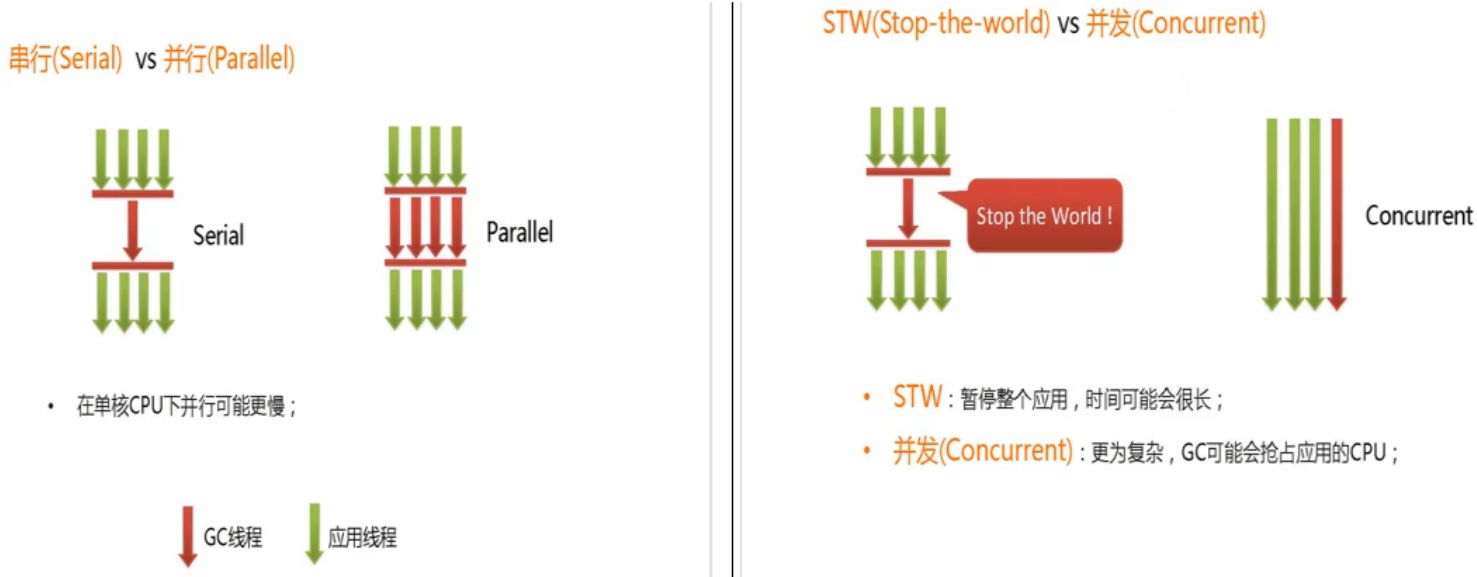 串行(Serial) vs 并行(Parallel)
Serial
Parallel
• 在单核CPU下并行可能更慢；
GC线程
应用线程
STW(Stop-the-world) vs 并发(Concurrent)
Stop the World！
Concurrent
• STW：暂停整个应用，时间可能会很长；
• 并发(Concurrent)：更为复杂，GC可能会抢占应用的CPU；